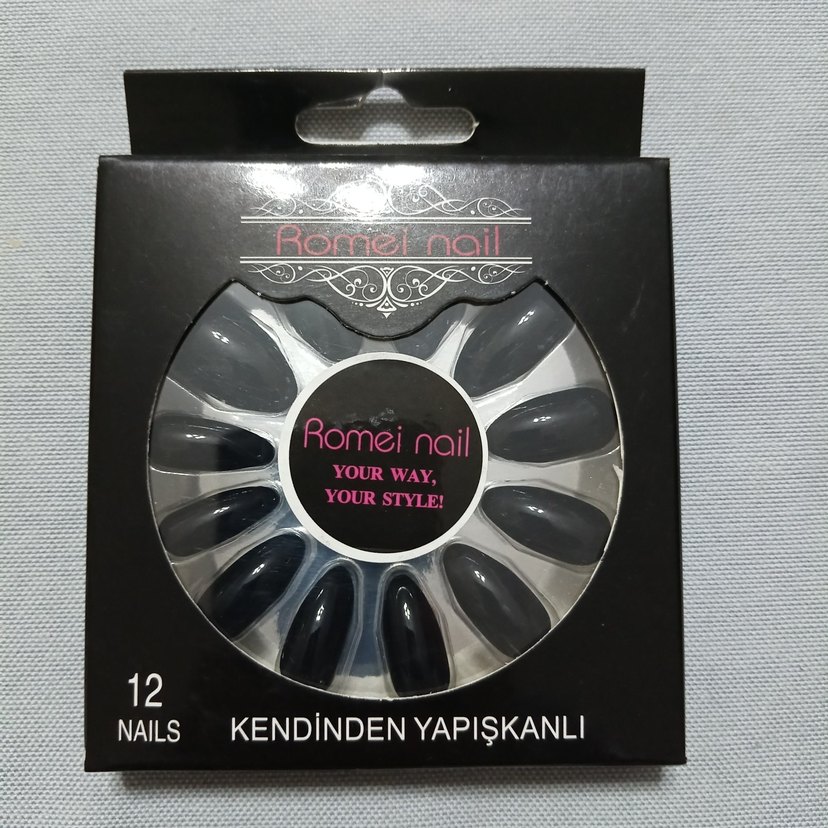 Romei nail
Romei nail
YOUR WAY,
YOUR STYLE!
12
NAILS
KENDİNDEN YAPIŞKANLI